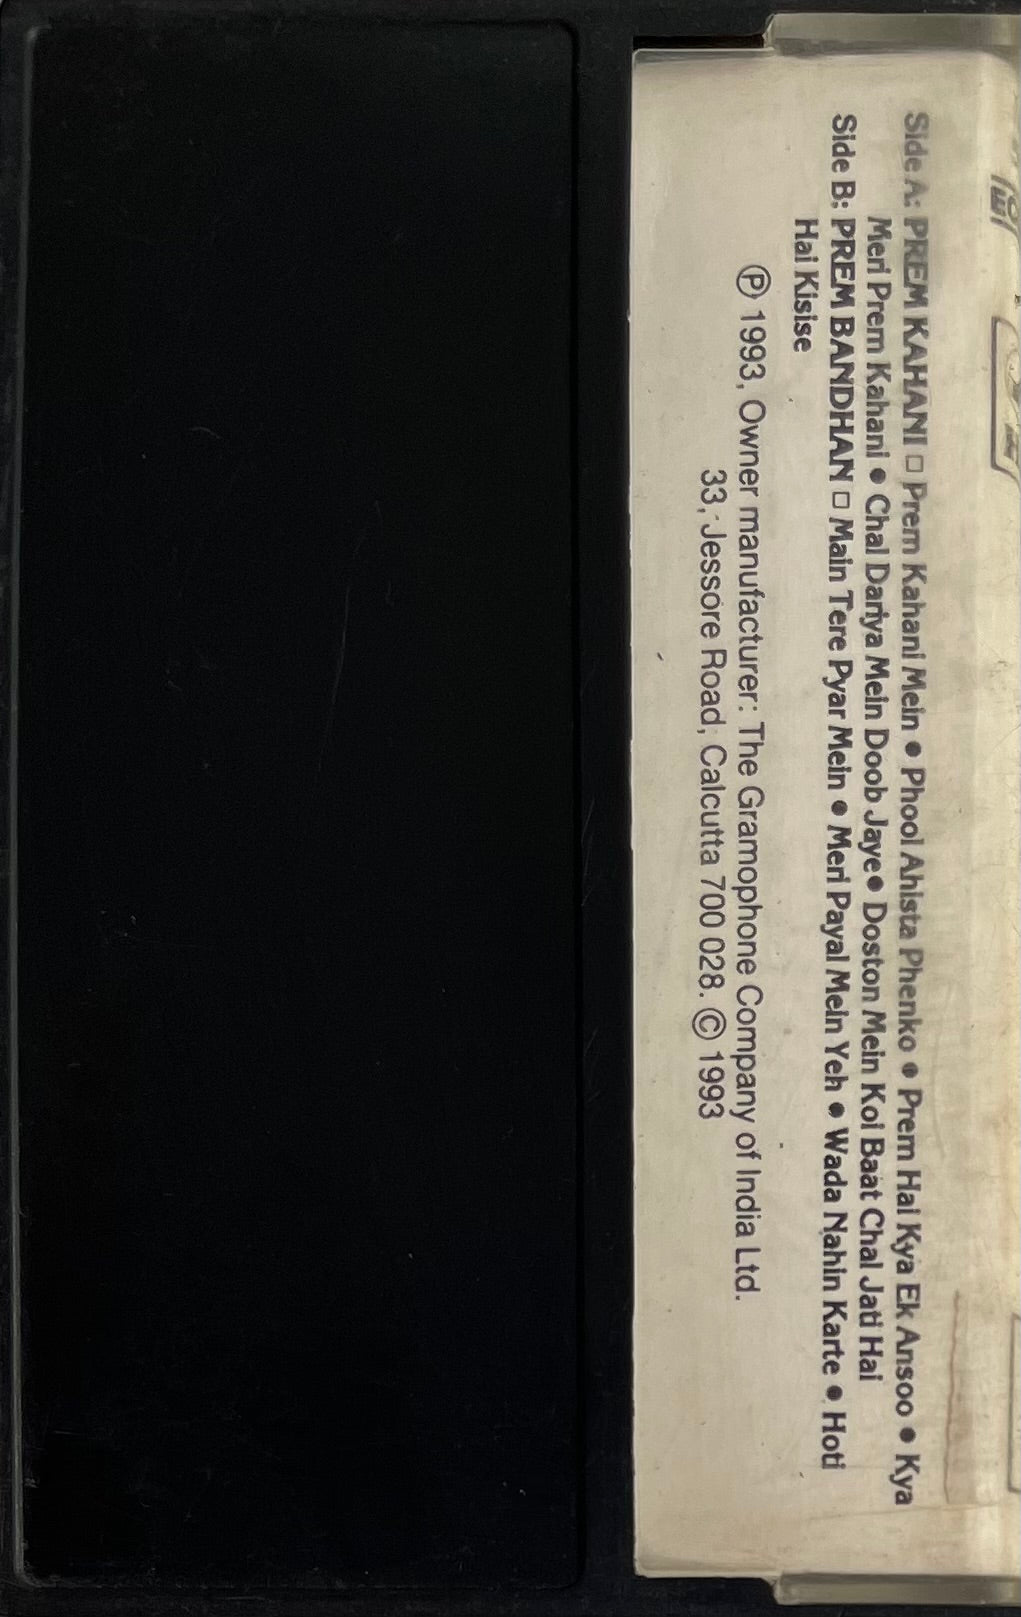 Side A: PREM KAHANI □ Prem Kahani Mein ● Phool Ahista Phenko ● Prem Hai Kya Ek Ansoo ● Kya
Meri Prem Kahani ● Chal Dariya Mein Doob Jaye ● Doston Mein Koi Baat Chal Jati Hai
Side B: PREM BANDHAN □ Main Tere Pyar Mein ● Meri Payal Mein Yeh ● Wada Nahin Karte ● Hoti
Hai Kisise
Ⓟ 1993, Owner manufacturer: The Gramophone Company of India Ltd.
33, Jessore Road, Calcutta 700 028. © 1993